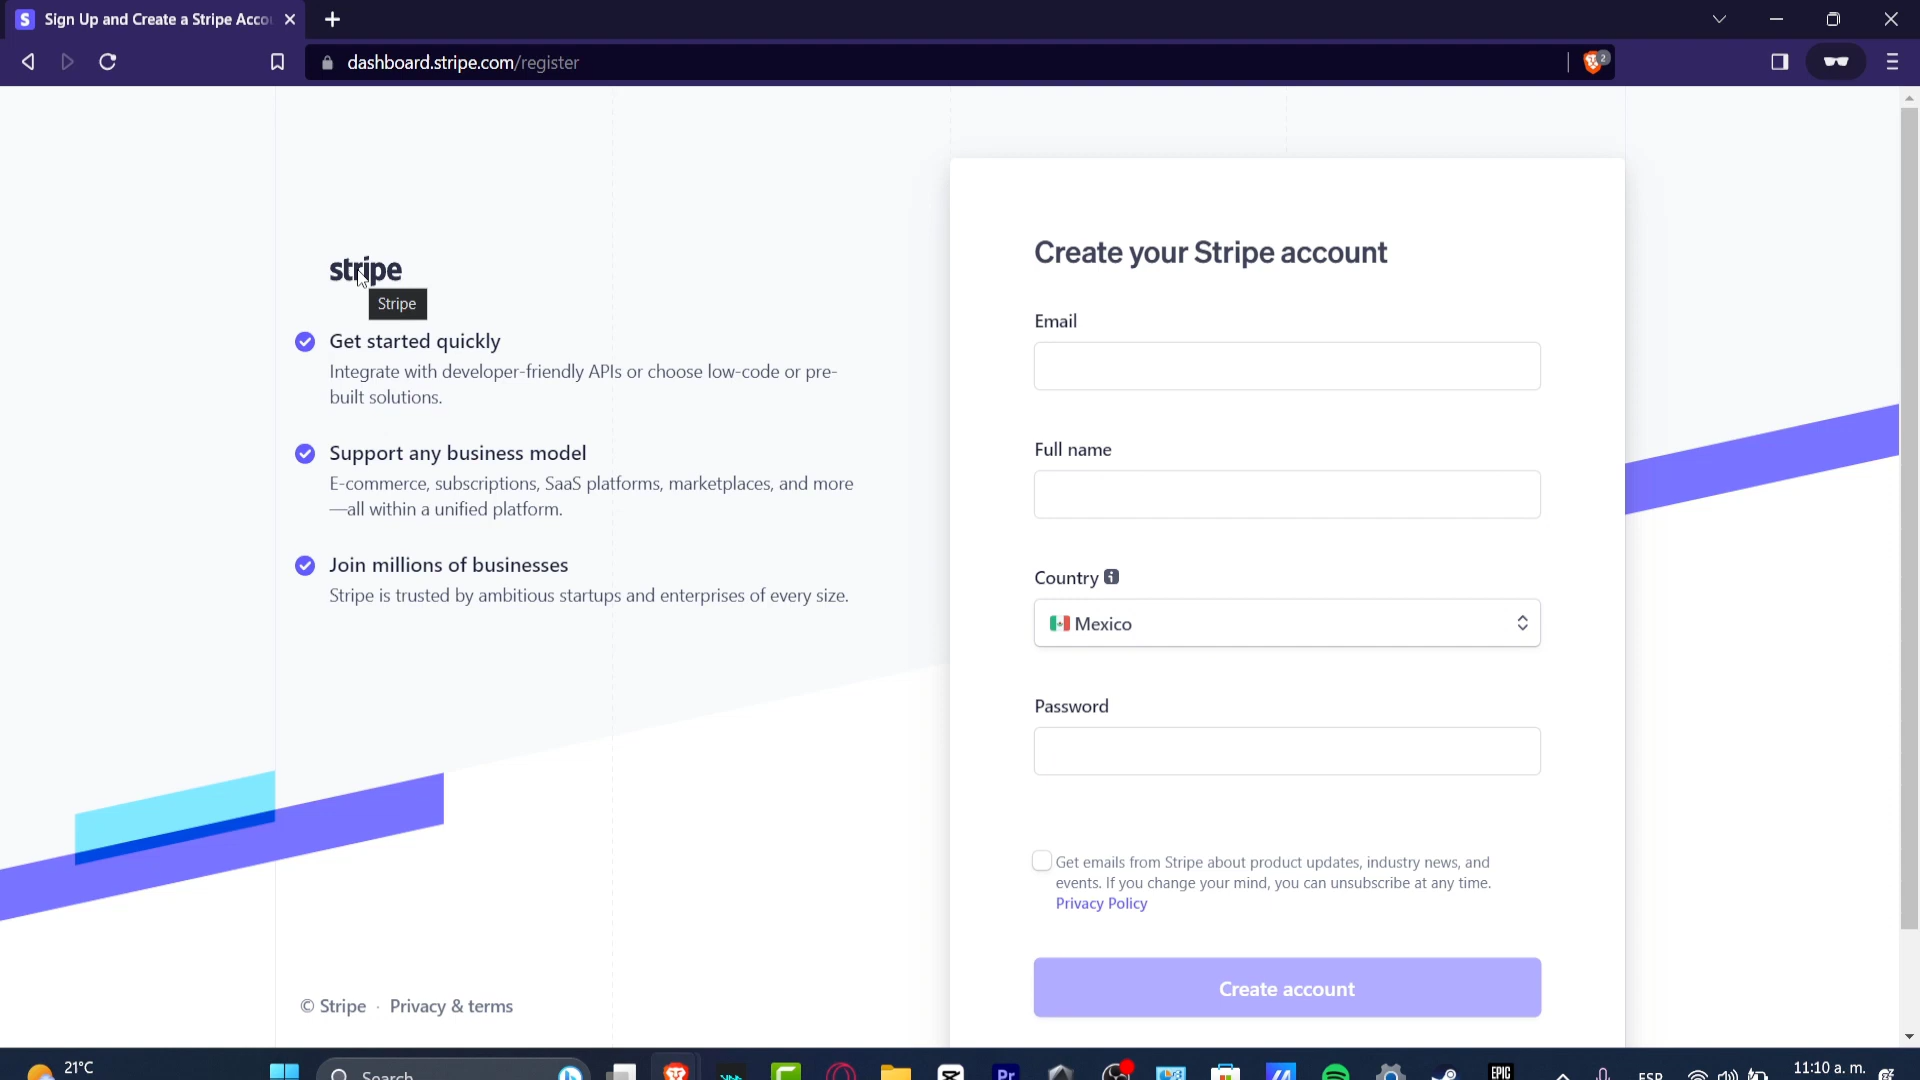 Sign Up and Create a Stripe Acco
dashboard.stripe.com/register
2
stripe
Stripe
Get started quickly
Integrate with developer-friendly APIs or choose low-code or pre-
built solutions.
Support any business model
E-commerce, subscriptions, SaaS platforms, marketplaces, and more
—all within a unified platform.
Join millions of businesses
Stripe is trusted by ambitious startups and enterprises of every size.
© Stripe · Privacy & terms
Create your Stripe account
Email
Full name
Country
Mexico
Password
Get emails from Stripe about product updates, industry news, and
events. If you change your mind, you can unsubscribe at any time.
Privacy Policy
Create account
21°C
Search
Pr
EPIC
ESP
11:10 a. m.